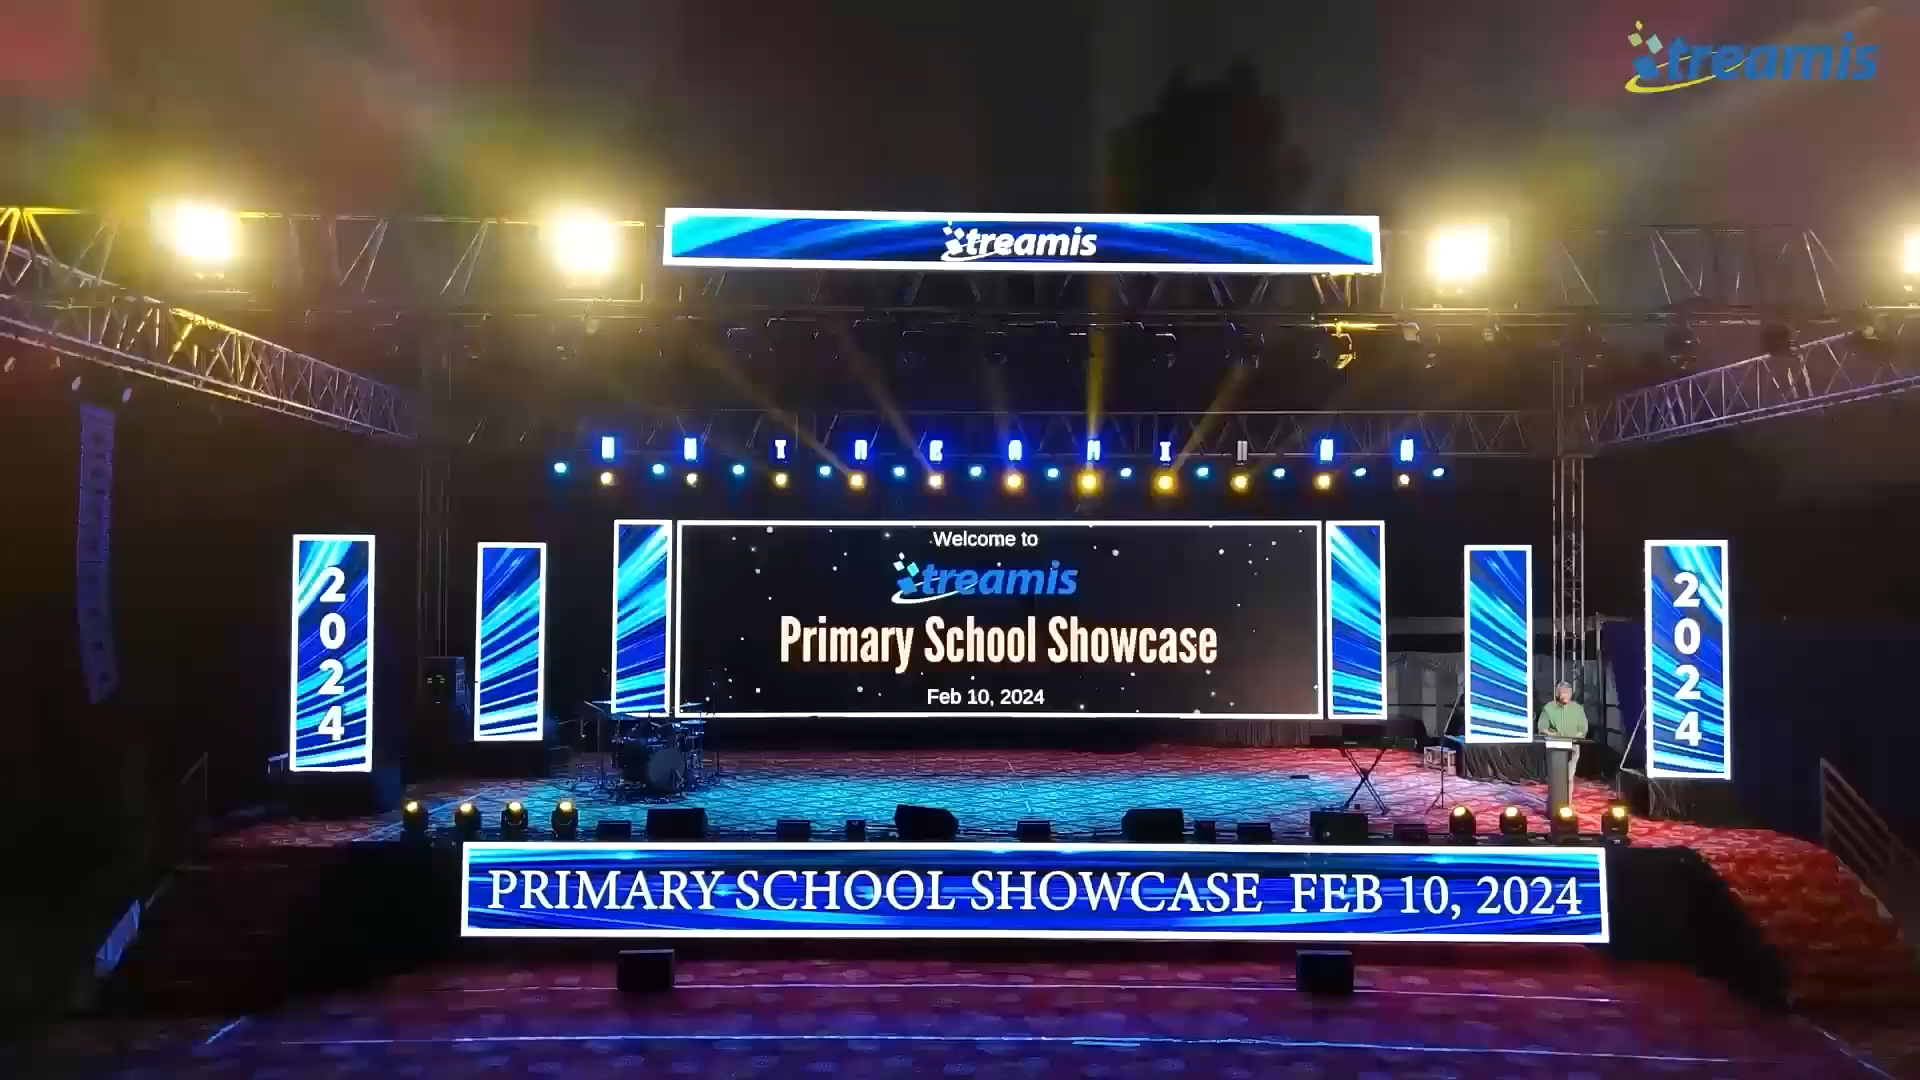 treamis
treamis
Welcome to
treamis
Primary School Showcase
Feb 10, 2024
2024
2024
PRIMARY SCHOOL SHOWCASE FEB 10, 2024